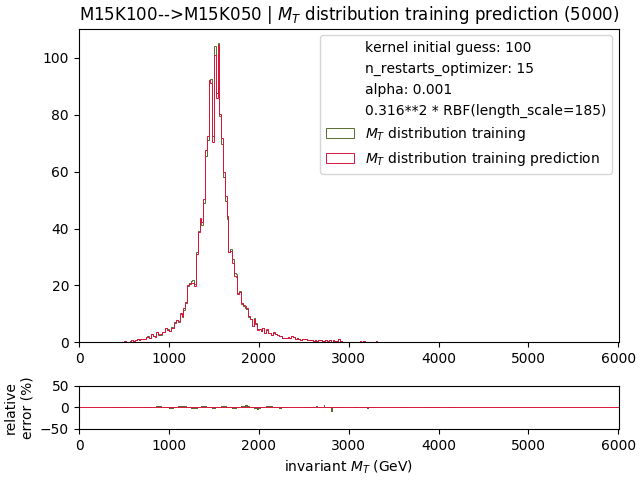 M15K100-->M15K050 | M_T distribution training prediction (5000)
kernel initial guess: 100
n_restarts_optimizer: 15
alpha: 0.001
0.316**2 * RBF(length_scale=185)
M_T distribution training
M_T distribution training prediction
100
80
60
40
20
0
0 1000 2000 3000 4000 5000 6000
relative
error (%)
50
0
−50
0 1000 2000 3000 4000 5000 6000
invariant M_T (GeV)